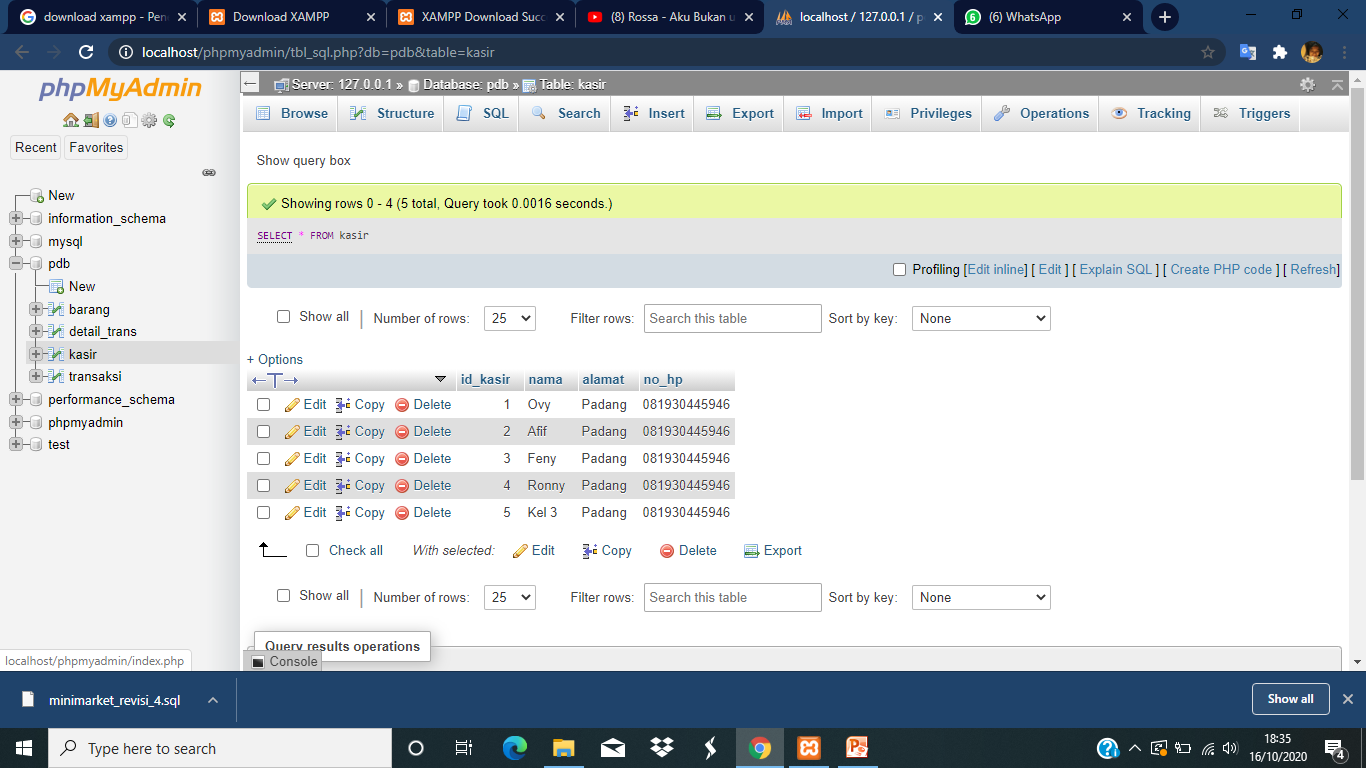 download xampp - Pen
Download XAMPP
XAMPP Download Succ
(8) Rossa - Aku Bukan u
localhost / 127.0.0.1 / p
6
(6) WhatsApp
localhost/phpmyadmin/tbl_sql.php?db=pdb&table=kasir
phpMyAdmin
Recent
Favorites
New
information_schema
mysql
pdb
New
barang
detail_trans
kasir
transaksi
performance_schema
phpmyadmin
test
Server: 127.0.0.1 » Database: pdb » Table: kasir
Browse Structure SQL Search Insert Export Import Privileges Operations Tracking Triggers
Show query box
Showing rows 0 - 4 (5 total, Query took 0.0016 seconds.)
SELECT * FROM kasir
Profiling [Edit inline] [ Edit ] [ Explain SQL ] [ Create PHP code ] [ Refresh]
Show all | Number of rows: 25 Filter rows: Search this table Sort by key: None
+ Options
←T→ id_kasir nama alamat no_hp
Edit Copy Delete 1 Ovy Padang 081930445946
Edit Copy Delete 2 Afif Padang 081930445946
Edit Copy Delete 3 Feny Padang 081930445946
Edit Copy Delete 4 Ronny Padang 081930445946
Edit Copy Delete 5 Kel 3 Padang 081930445946
Check all With selected: Edit Copy Delete Export
Show all | Number of rows: 25 Filter rows: Search this table Sort by key: None
Query results operations
Console
localhost/phpmyadmin/index.php
minimarket_revisi_4.sql
Show all
Type here to search
18:35
16/10/2020
4